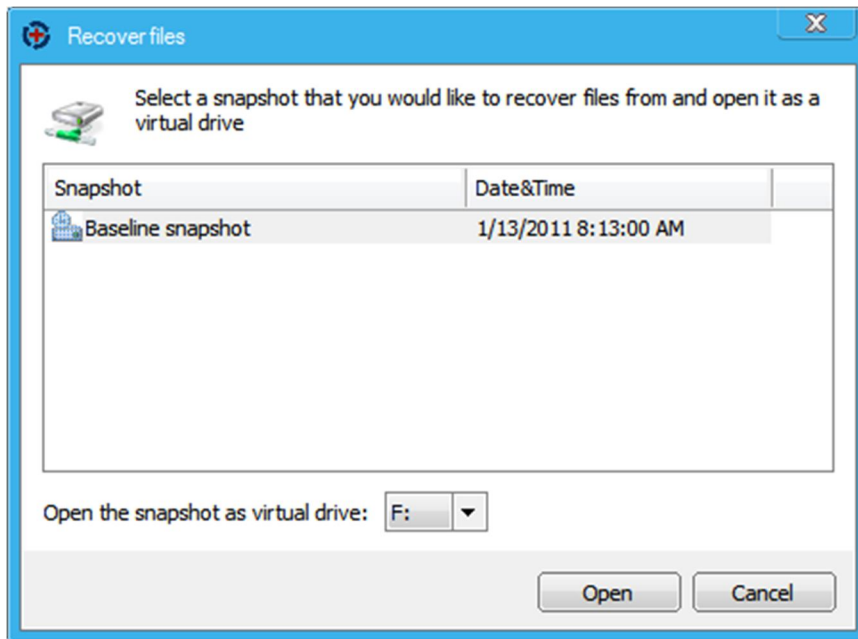 Recover files
Select a snapshot that you would like to recover files from and open it as a
virtual drive
Snapshot Date&Time
Baseline snapshot 1/13/2011 8:13:00 AM
Open the snapshot as virtual drive: F:
Open Cancel